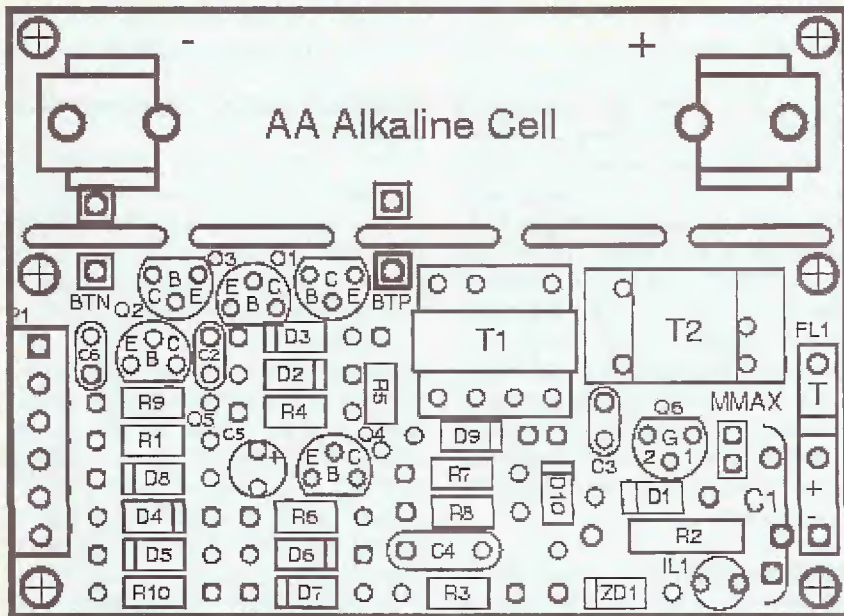 - +
AA Alkaline Cell
Q3 Q1
B C E
E C B
B C E
BTN BTP
P1
Q2
E C B
C6
C2
D3
D2
R5
T1
T2
FL1
T
R9
R4
Q5
C5
+
R1
D8
Q4
E C B
D9
C3
Q6
G 2 1
MMAX
R7
D10
D1
C1
+ -
D4
R6
R8
R2
D5
D6
C4
IL1
R10
D7
R3
ZD1